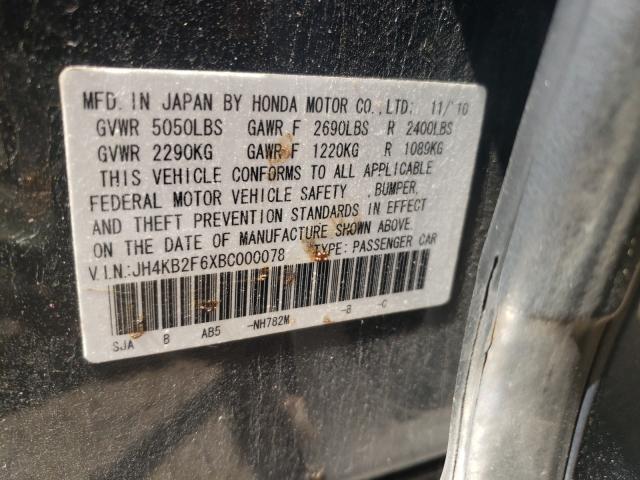 MFD. IN JAPAN BY HONDA MOTOR CO.,LTD: 11/'10
GVWR 5050LBS GAWR F 2690LBS R 2400LBS
GVWR 2290KG GAWR F 1220KG R 1089KG
THIS VEHICLE CONFORMS TO ALL APPLICABLE
FEDERAL MOTOR VEHICLE SAFETY ,BUMPER,
AND THEFT PREVENTION STANDARDS IN EFFECT
ON THE DATE OF MANUFACTURE SHOWN ABOVE.
V.I.N:JH4KB2F6XBC000078 TYPE: PASSENGER CAR
SJA B AB5 -NH782M -B -C